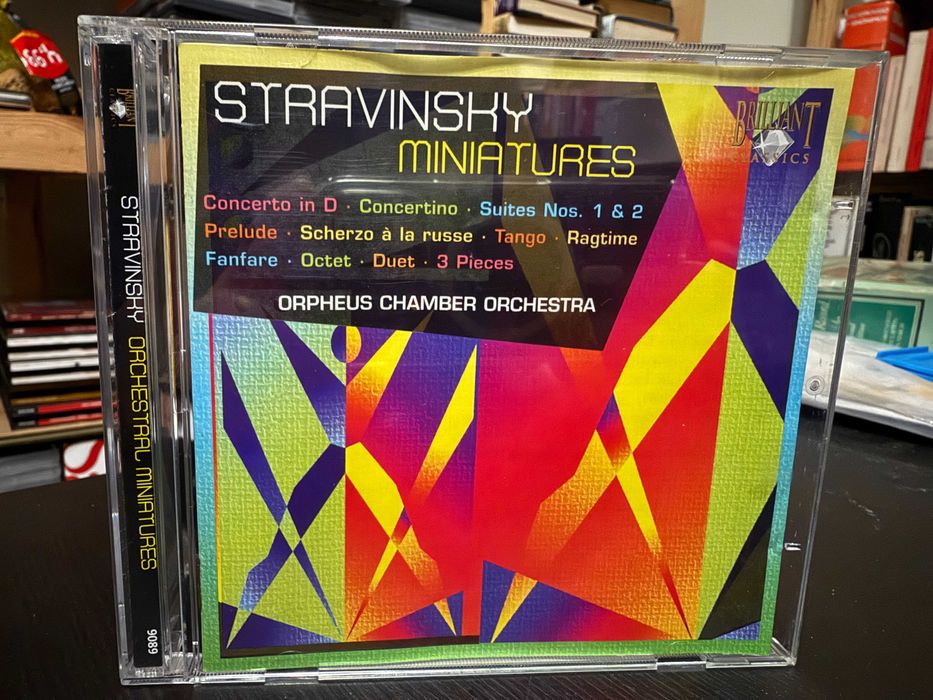 STRAVINSKY
MINIATURES
BRILLIANT
CLASSICS
Concerto in D · Concertino · Suites Nos. 1 & 2
Prelude · Scherzo à la russe · Tango · Ragtime
Fanfare · Octet · Duet · 3 Pieces
ORPHEUS CHAMBER ORCHESTRA
BRILLIANT
STRAVINSKY ORCHESTRAL MINIATURES
9089